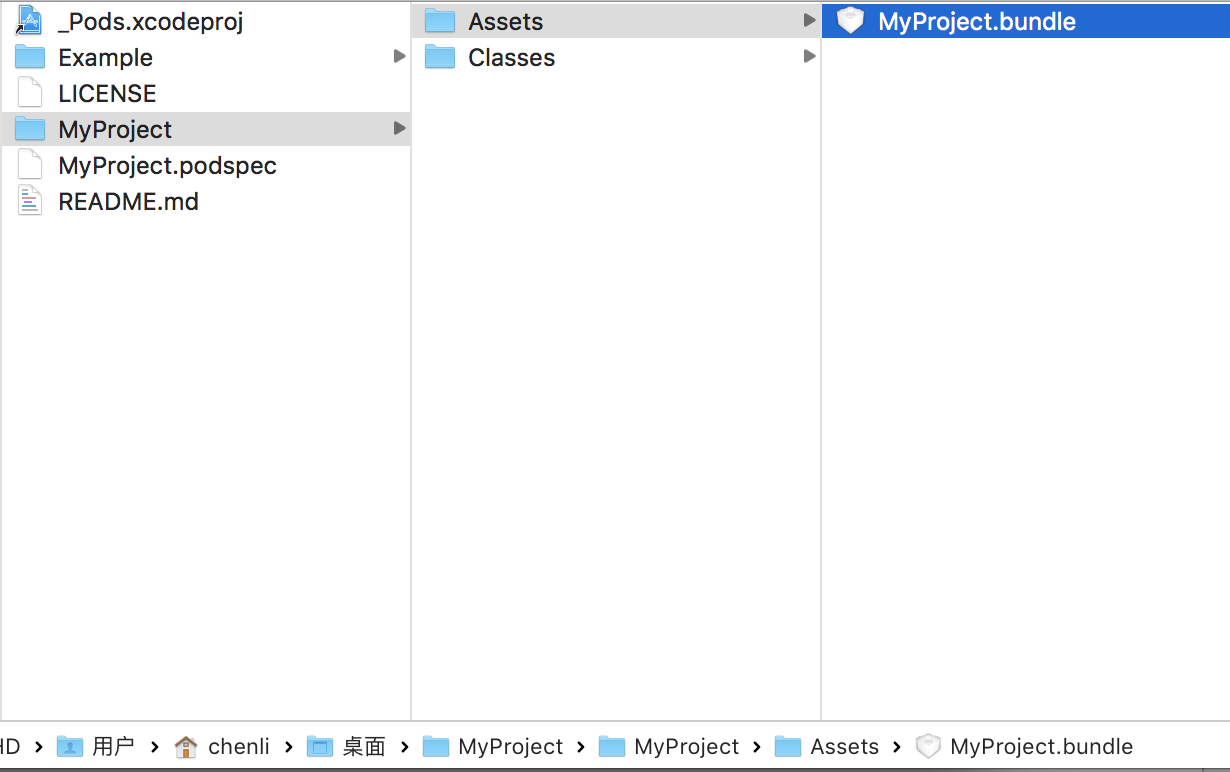 _Pods.xcodeproj
Example
LICENSE
MyProject
MyProject.podspec
README.md
Assets
Classes
MyProject.bundle
HD › 用户 › chenli › 桌面 › MyProject › MyProject › Assets › MyProject.bundle